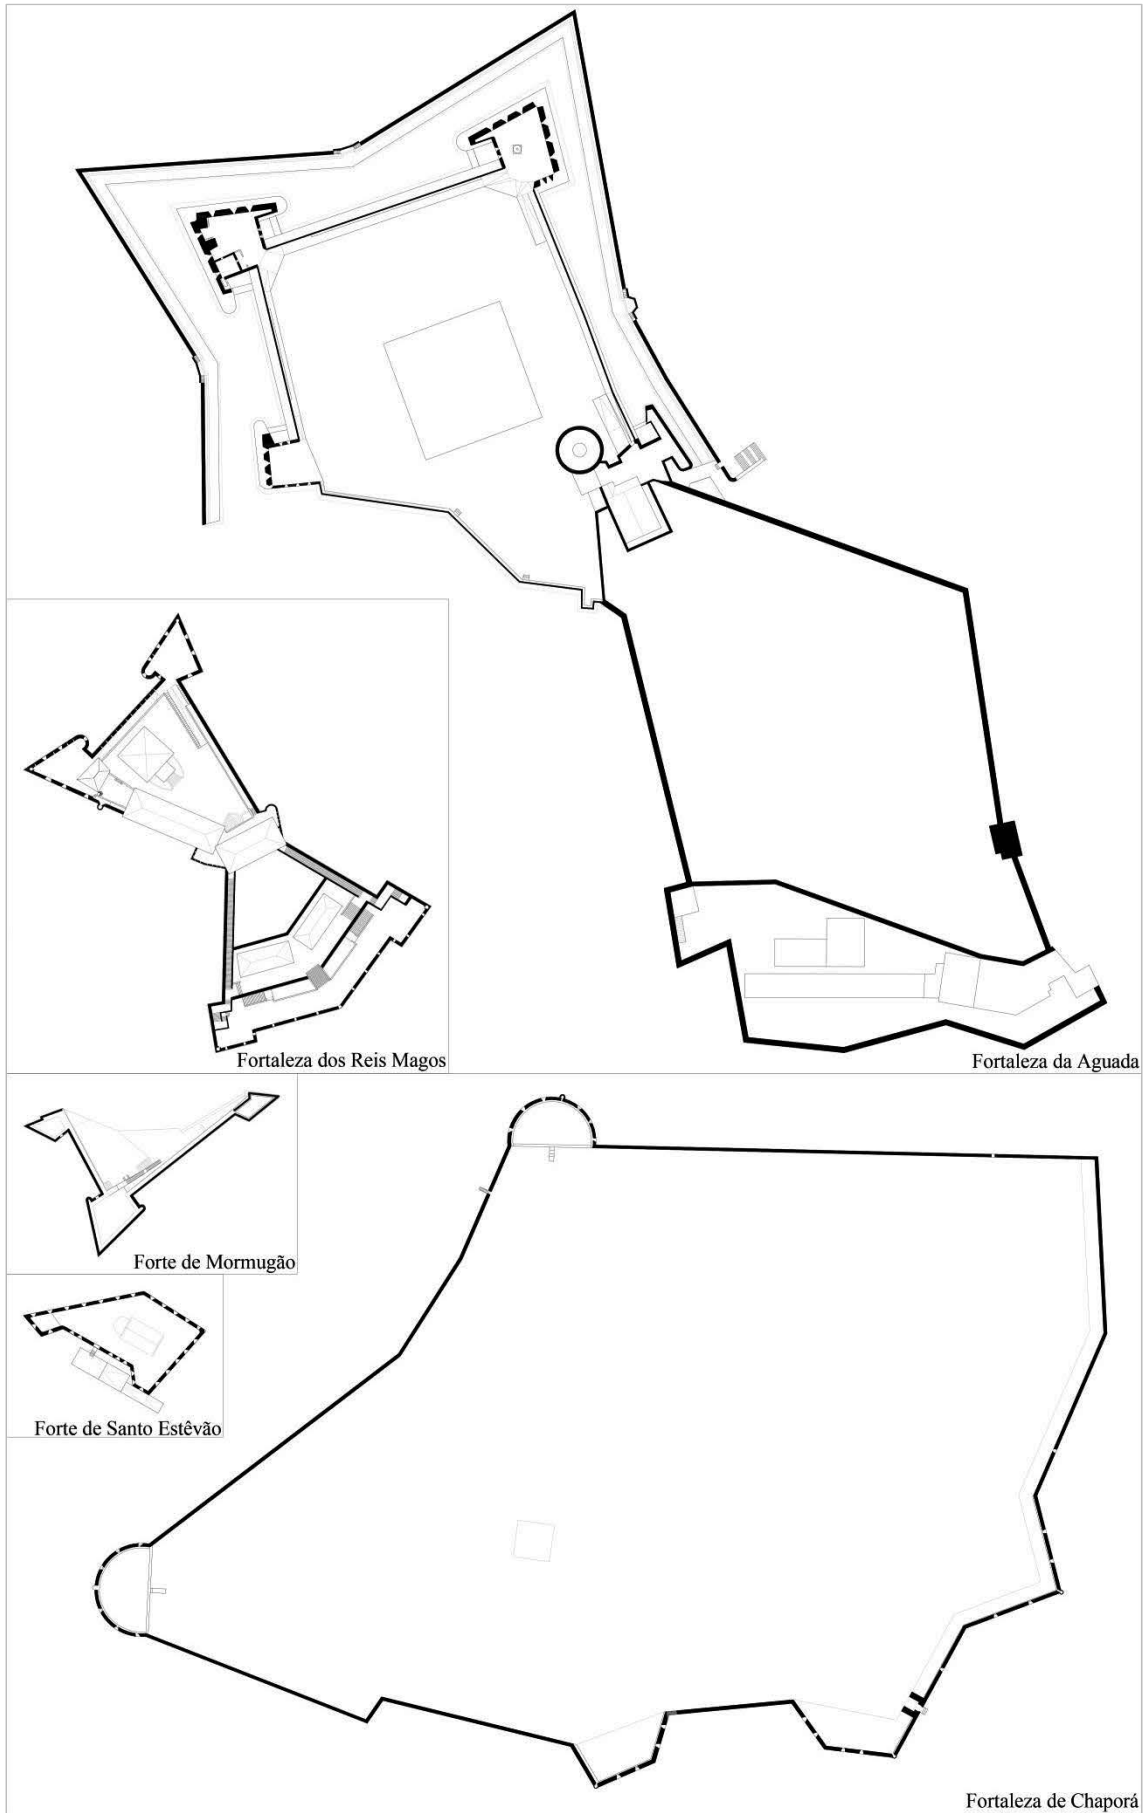 Fortaleza dos Reis Magos
Fortaleza da Aguada
Forte de Mormugão
Forte de Santo Estêvão
Fortaleza de Chaporá